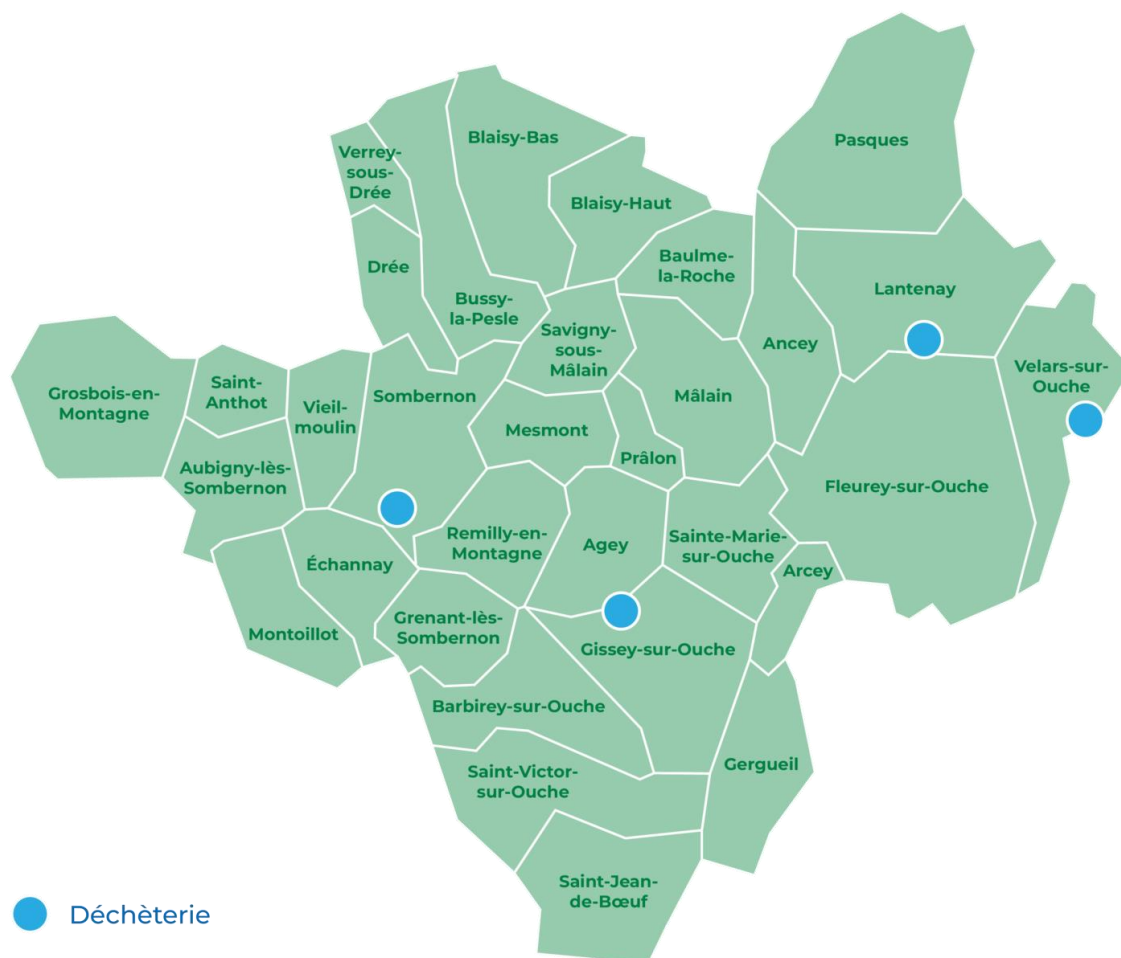 Pasques
Blaisy-Bas
Verrey-
sous-
Drée
Blaisy-Haut
Drée
Baulme-
la-Roche
Lantenay
Bussy-
la-Pesle
Savigny-
sous-
Mâlain
Ancey
Velars-sur-
Ouche
Grosbois-en-
Montagne
Saint-
Anthot
Vieil-
moulin
Sombernon
Mâlain
Mesmont
Prâlon
Aubigny-lès-
Sombernon
Fleurey-sur-Ouche
Remilly-en-
Montagne
Agey
Sainte-Marie-
sur-Ouche
Échannay
Arcey
Montoillot
Grenant-lès-
Sombernon
Gissey-sur-Ouche
Barbirey-sur-Ouche
Gergueil
Saint-Victor-
sur-Ouche
Saint-Jean-
de-Bœuf
Déchèterie